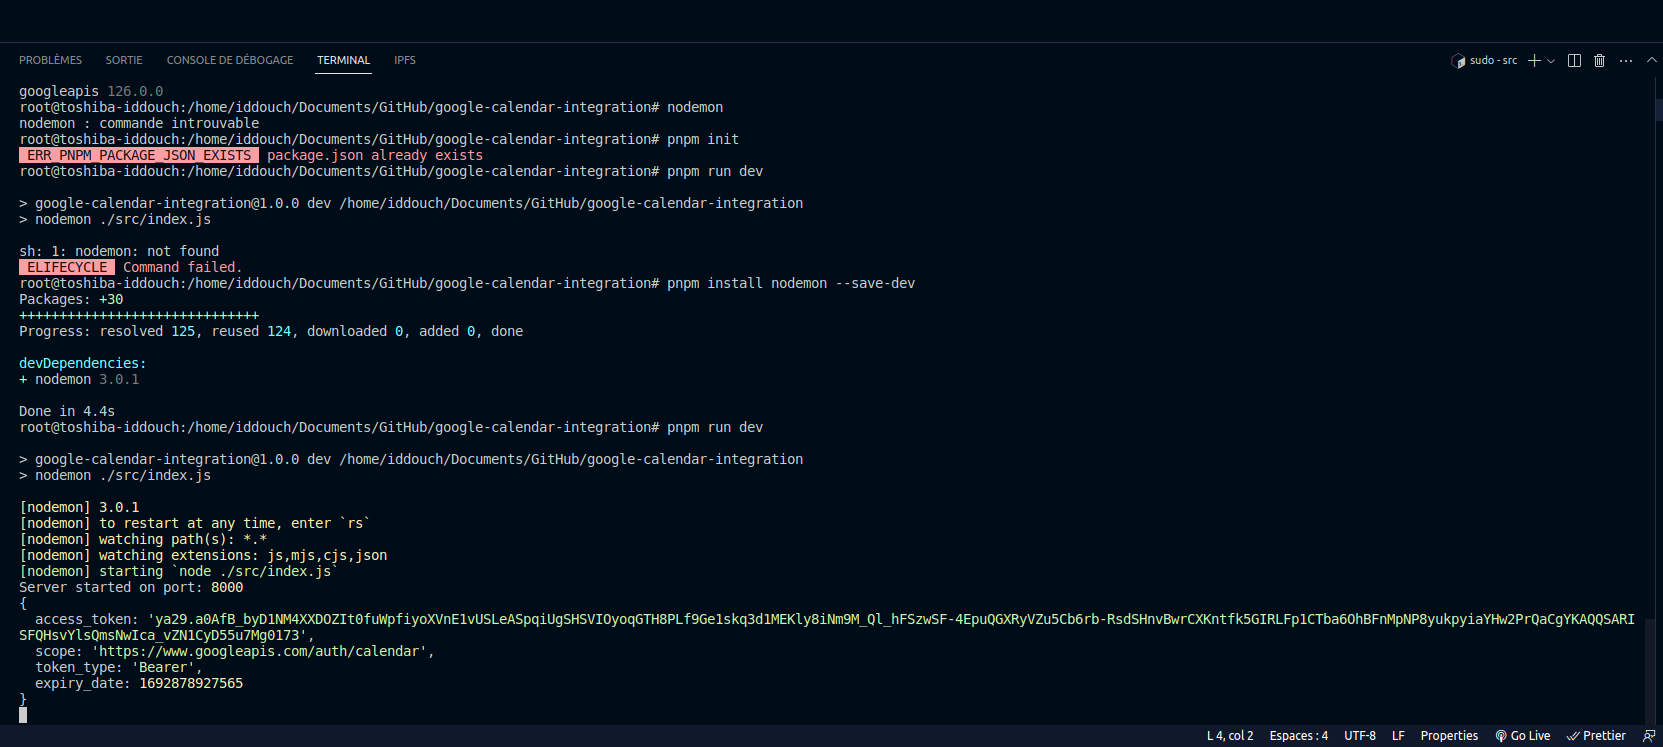 PROBLÈMES SORTIE CONSOLE DE DÉBOGAGE TERMINAL IPFS
sudo - src
googleapis 126.0.0
root@toshiba-iddouch:/home/iddouch/Documents/GitHub/google-calendar-integration# nodemon
nodemon : commande introuvable
root@toshiba-iddouch:/home/iddouch/Documents/GitHub/google-calendar-integration# pnpm init
ERR_PNPM_PACKAGE_JSON_EXISTS package.json already exists
root@toshiba-iddouch:/home/iddouch/Documents/GitHub/google-calendar-integration# pnpm run dev
> google-calendar-integration@1.0.0 dev /home/iddouch/Documents/GitHub/google-calendar-integration
> nodemon ./src/index.js
sh: 1: nodemon: not found
ELIFECYCLE Command failed.
root@toshiba-iddouch:/home/iddouch/Documents/GitHub/google-calendar-integration# pnpm install nodemon --save-dev
Packages: +30
++++++++++++++++++++++++++++++
Progress: resolved 125, reused 124, downloaded 0, added 0, done
devDependencies:
+ nodemon 3.0.1
Done in 4.4s
root@toshiba-iddouch:/home/iddouch/Documents/GitHub/google-calendar-integration# pnpm run dev
> google-calendar-integration@1.0.0 dev /home/iddouch/Documents/GitHub/google-calendar-integration
> nodemon ./src/index.js
[nodemon] 3.0.1
[nodemon] to restart at any time, enter `rs`
[nodemon] watching path(s): *.*
[nodemon] watching extensions: js,mjs,cjs,json
[nodemon] starting `node ./src/index.js`
Server started on port: 8000
{
access_token: 'ya29.a0AfB_byD1NM4XXDOZIt0fuWpfiyoXVnE1vUSLeASpqiUgSHSVIOyoqGTH8PLf9Ge1skq3d1MEKly8iNm9M_Ql_hFSzwSF-4EpuQGXRyVZu5Cb6rb-RsdSHnvBwrCXKntfk5GIRLFp1CTba6OhBFnMpNP8yukpyiaYHw2PrQaCgYKAQQSARI
SFQHsvYlsQmsNwIca_vZN1CyD55u7Mg0173',
scope: 'https://www.googleapis.com/auth/calendar',
token_type: 'Bearer',
expiry_date: 1692878927565
}
L 4, col 2 Espaces : 4 UTF-8 LF Properties Go Live Prettier